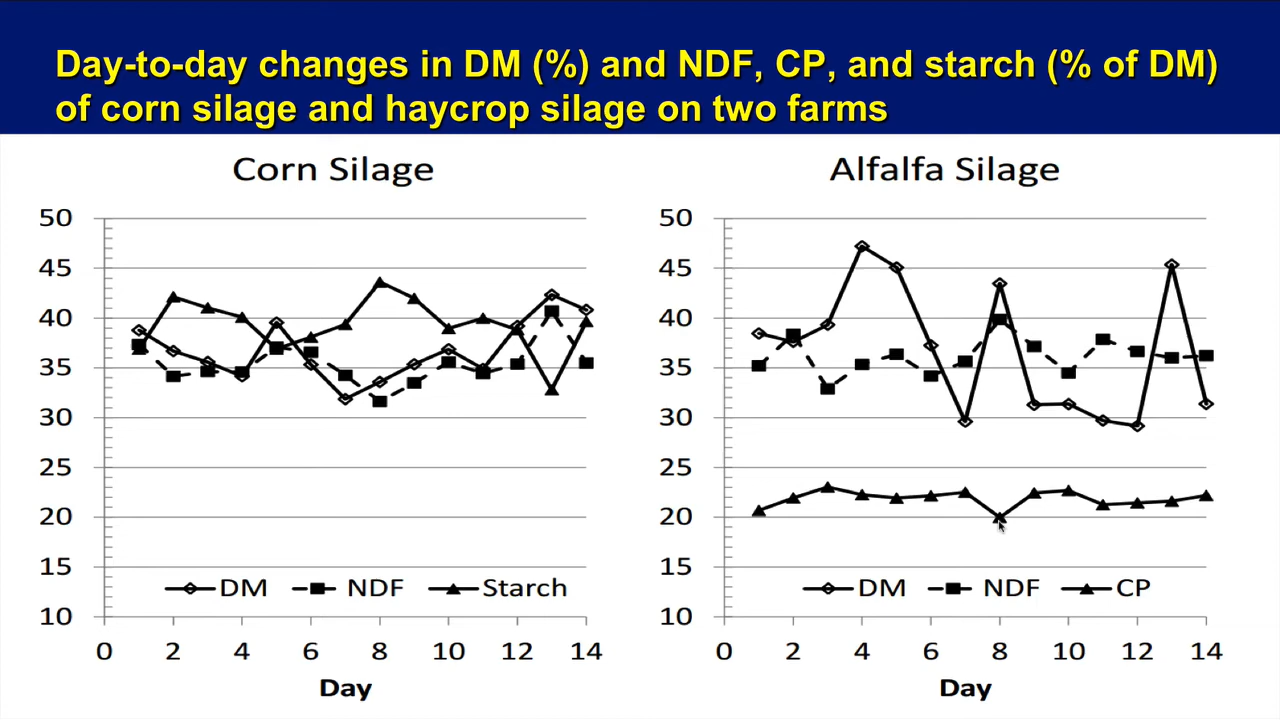 Day-to-day changes in DM (%) and NDF, CP, and starch (% of DM)
of corn silage and haycrop silage on two farms
Corn Silage
50
45
40
35
30
25
20
15
10
DM NDF Starch
0 2 4 6 8 10 12 14
Day
Alfalfa Silage
50
45
40
35
30
25
20
15
10
DM NDF CP
0 2 4 6 8 10 12 14
Day